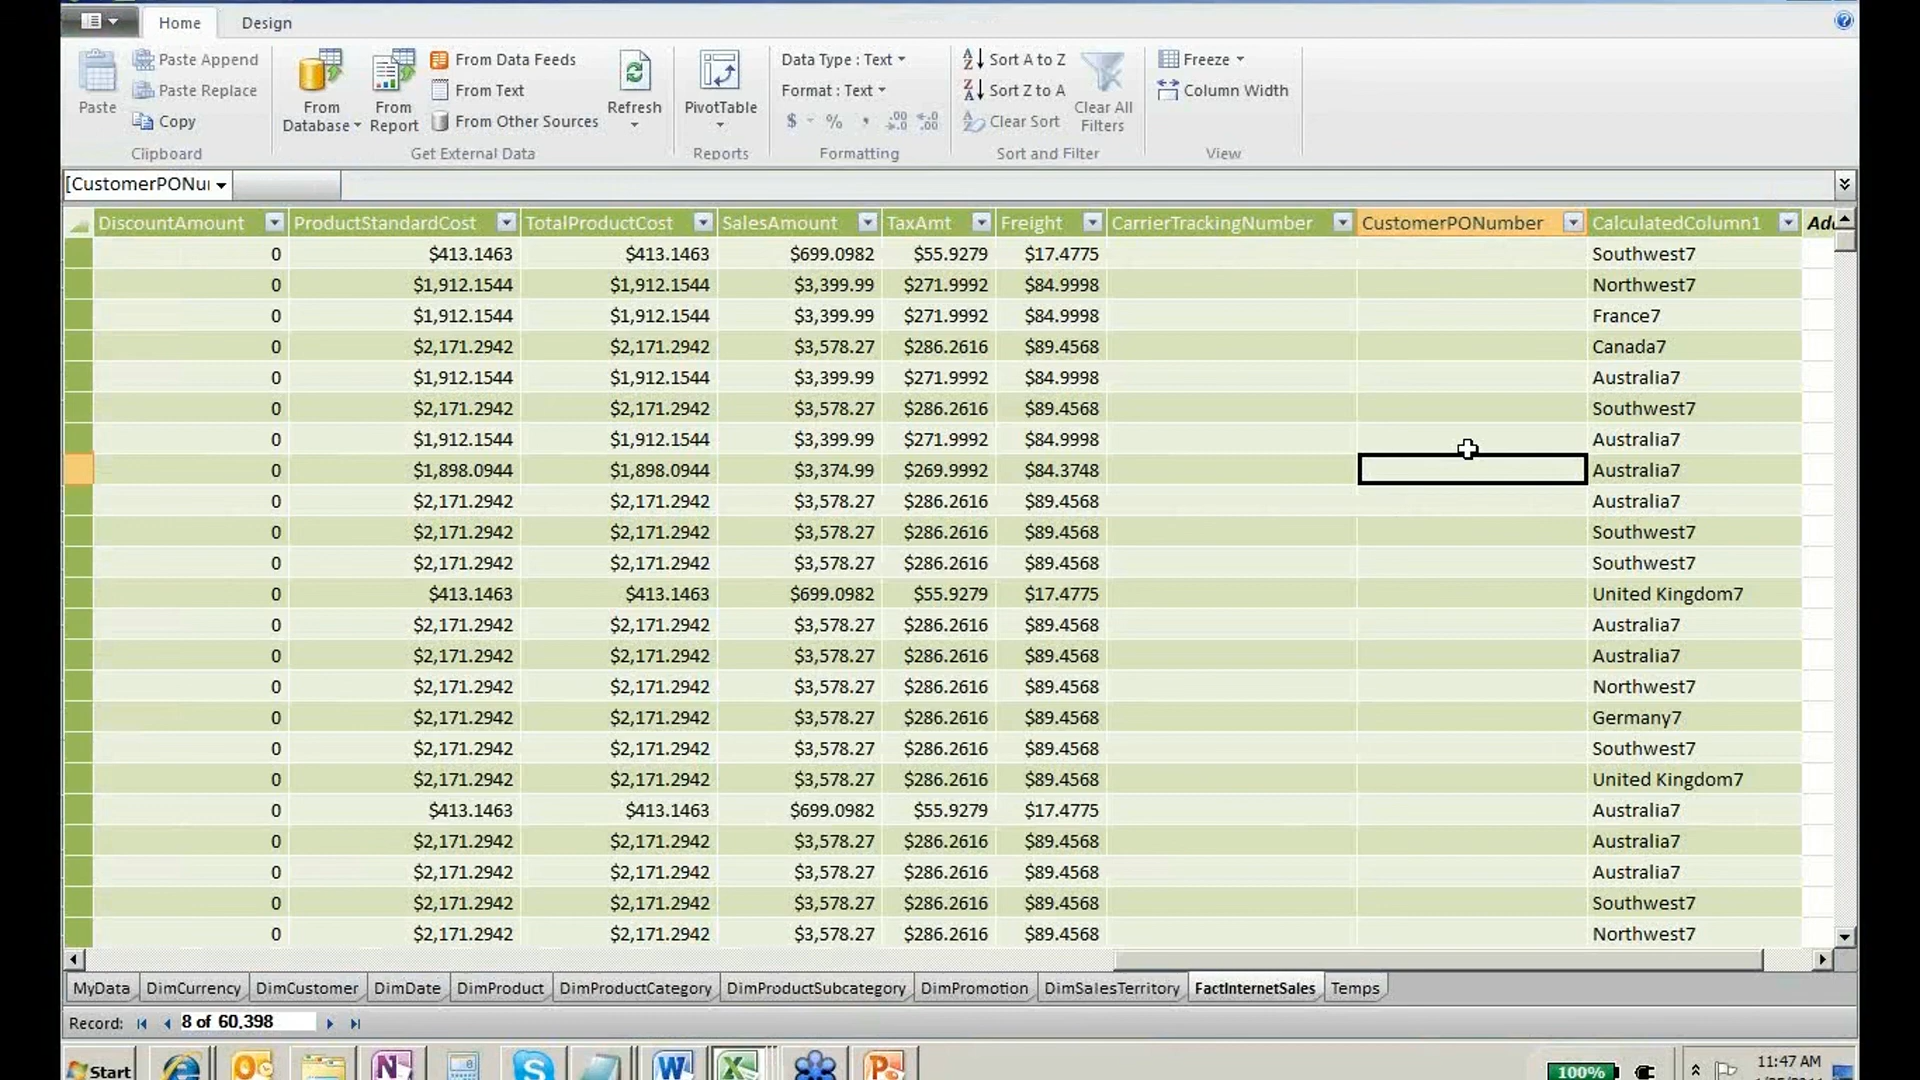 Home Design
Paste Paste Append Paste Replace Copy Clipboard
From Database From Report From Data Feeds From Text From Other Sources Refresh Get External Data
PivotTable Reports
Data Type : Text Format : Text $ % , .00 →.0 ←.0 .00 Formatting
Sort A to Z Sort Z to A Clear Sort Clear All Filters Sort and Filter
Freeze Column Width View
[CustomerPONu
DiscountAmount ProductStandardCost TotalProductCost SalesAmount TaxAmt Freight CarrierTrackingNumber CustomerPONumber CalculatedColumn1
0 $413.1463 $413.1463 $699.0982 $55.9279 $17.4775 Southwest7
0 $1,912.1544 $1,912.1544 $3,399.99 $271.9992 $84.9998 Northwest7
0 $1,912.1544 $1,912.1544 $3,399.99 $271.9992 $84.9998 France7
0 $2,171.2942 $2,171.2942 $3,578.27 $286.2616 $89.4568 Canada7
0 $1,912.1544 $1,912.1544 $3,399.99 $271.9992 $84.9998 Australia7
0 $2,171.2942 $2,171.2942 $3,578.27 $286.2616 $89.4568 Southwest7
0 $1,912.1544 $1,912.1544 $3,399.99 $271.9992 $84.9998 Australia7
0 $1,898.0944 $1,898.0944 $3,374.99 $269.9992 $84.3748 Australia7
0 $2,171.2942 $2,171.2942 $3,578.27 $286.2616 $89.4568 Australia7
0 $2,171.2942 $2,171.2942 $3,578.27 $286.2616 $89.4568 Southwest7
0 $2,171.2942 $2,171.2942 $3,578.27 $286.2616 $89.4568 Southwest7
0 $413.1463 $413.1463 $699.0982 $55.9279 $17.4775 United Kingdom7
0 $2,171.2942 $2,171.2942 $3,578.27 $286.2616 $89.4568 Australia7
0 $2,171.2942 $2,171.2942 $3,578.27 $286.2616 $89.4568 Australia7
0 $2,171.2942 $2,171.2942 $3,578.27 $286.2616 $89.4568 Northwest7
0 $2,171.2942 $2,171.2942 $3,578.27 $286.2616 $89.4568 Germany7
0 $2,171.2942 $2,171.2942 $3,578.27 $286.2616 $89.4568 Southwest7
0 $2,171.2942 $2,171.2942 $3,578.27 $286.2616 $89.4568 United Kingdom7
0 $413.1463 $413.1463 $699.0982 $55.9279 $17.4775 Australia7
0 $2,171.2942 $2,171.2942 $3,578.27 $286.2616 $89.4568 Australia7
0 $2,171.2942 $2,171.2942 $3,578.27 $286.2616 $89.4568 Australia7
0 $2,171.2942 $2,171.2942 $3,578.27 $286.2616 $89.4568 Southwest7
0 $2,171.2942 $2,171.2942 $3,578.27 $286.2616 $89.4568 Northwest7
MyData DimCurrency DimCustomer DimDate DimProduct DimProductCategory DimProductSubcategory DimPromotion DimSalesTerritory FactInternetSales Temps
Record: 8 of 60,398
Start 100% 11:47 AM